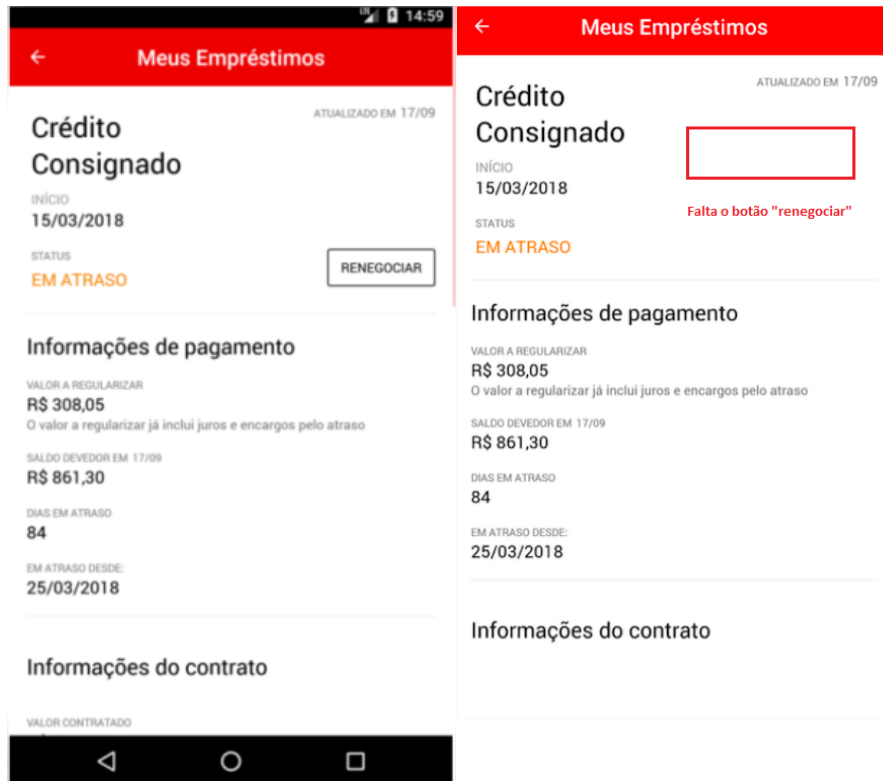 LTE 14:59
Meus Empréstimos
ATUALIZADO EM 17/09
Crédito
Consignado
INÍCIO
15/03/2018
STATUS
EM ATRASO
RENEGOCIAR
Informações de pagamento
VALOR A REGULARIZAR
R$ 308,05
O valor a regularizar já inclui juros e encargos pelo atraso
SALDO DEVEDOR EM 17/09
R$ 861,30
DIAS EM ATRASO
84
EM ATRASO DESDE:
25/03/2018
Informações do contrato
VALOR CONTRATADO
Meus Empréstimos
ATUALIZADO EM 17/09
Crédito
Consignado
INÍCIO
15/03/2018
Falta o botão "renegociar"
STATUS
EM ATRASO
Informações de pagamento
VALOR A REGULARIZAR
R$ 308,05
O valor a regularizar já inclui juros e encargos pelo atraso
SALDO DEVEDOR EM 17/09
R$ 861,30
DIAS EM ATRASO
84
EM ATRASO DESDE:
25/03/2018
Informações do contrato